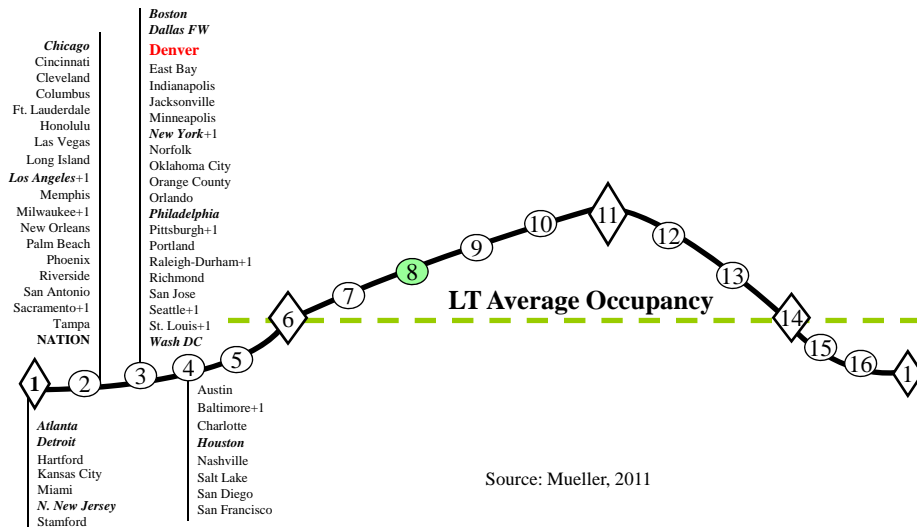 Boston
Dallas FW
Denver
East Bay
Indianapolis
Jacksonville
Minneapolis
New York+1
Norfolk
Oklahoma City
Orange County
Orlando
Philadelphia
Pittsburgh+1
Portland
Raleigh-Durham+1
Richmond
San Jose
Seattle+1
St. Louis+1
Wash DC
Chicago
Cincinnati
Cleveland
Columbus
Ft. Lauderdale
Honolulu
Las Vegas
Long Island
Los Angeles+1
Memphis
Milwaukee+1
New Orleans
Palm Beach
Phoenix
Riverside
San Antonio
Sacramento+1
Tampa
NATION
1
2
3
4
5
6
7
8
9
10
11
12
13
14
15
16
1
LT Average Occupancy
Atlanta
Detroit
Hartford
Kansas City
Miami
N. New Jersey
Stamford
Austin
Baltimore+1
Charlotte
Houston
Nashville
Salt Lake
San Diego
San Francisco
Source: Mueller, 2011